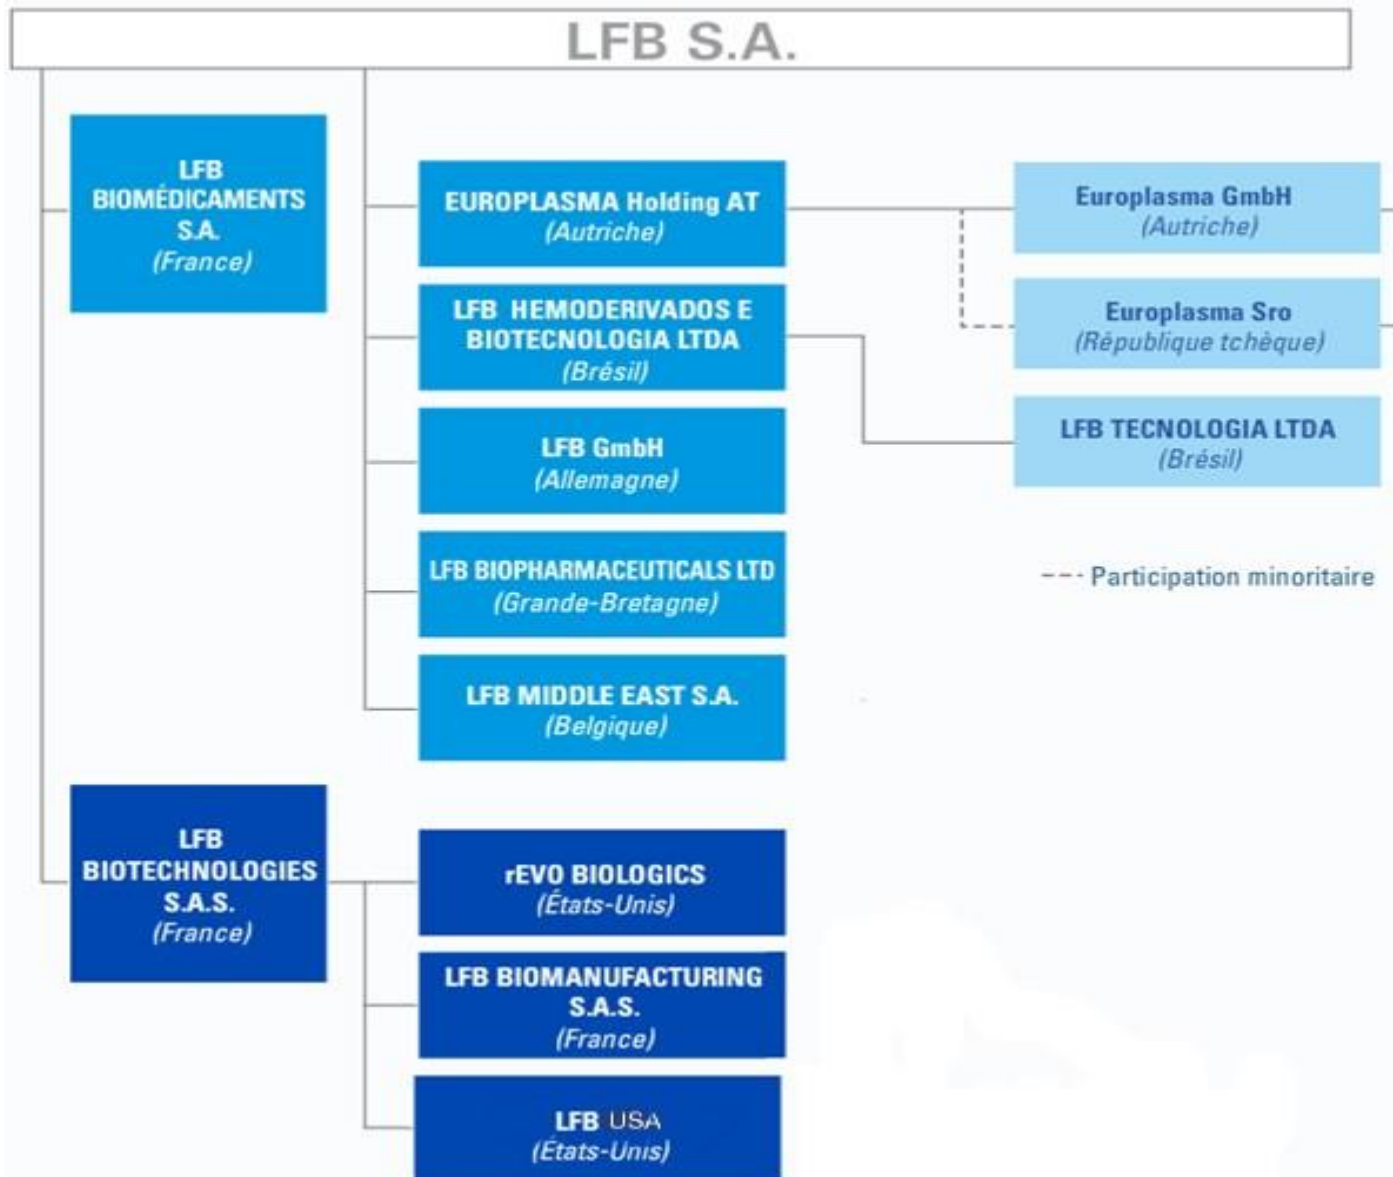 LFB S.A.
LFB
BIOMÉDICAMENTS
S.A.
(France)
EUROPLASMA Holding AT
(Autriche)
LFB HEMODERIVADOS E
BIOTECNOLOGIA LTDA
(Brésil)
LFB GmbH
(Allemagne)
LFB BIOPHARMACEUTICALS LTD
(Grande-Bretagne)
LFB MIDDLE EAST S.A.
(Belgique)
Europlasma GmbH
(Autriche)
Europlasma Sro
(République tchèque)
LFB TECNOLOGIA LTDA
(Brésil)
Participation minoritaire
LFB
BIOTECHNOLOGIES
S.A.S.
(France)
rEVO BIOLOGICS
(États-Unis)
LFB BIOMANUFACTURING
S.A.S.
(France)
LFB USA
(États-Unis)